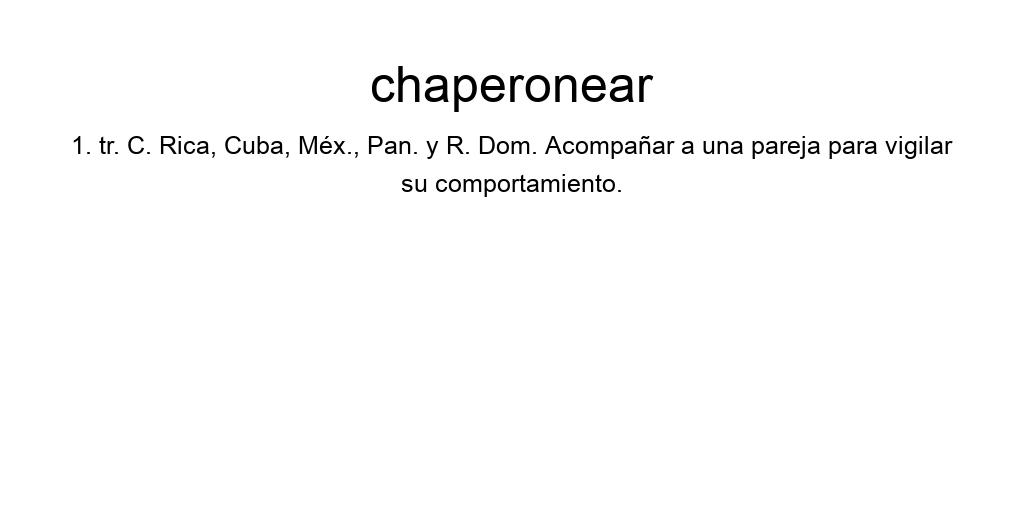 chaperonear
1. tr. C. Rica, Cuba, Méx., Pan. y R. Dom. Acompañar a una pareja para vigilar
su comportamiento.